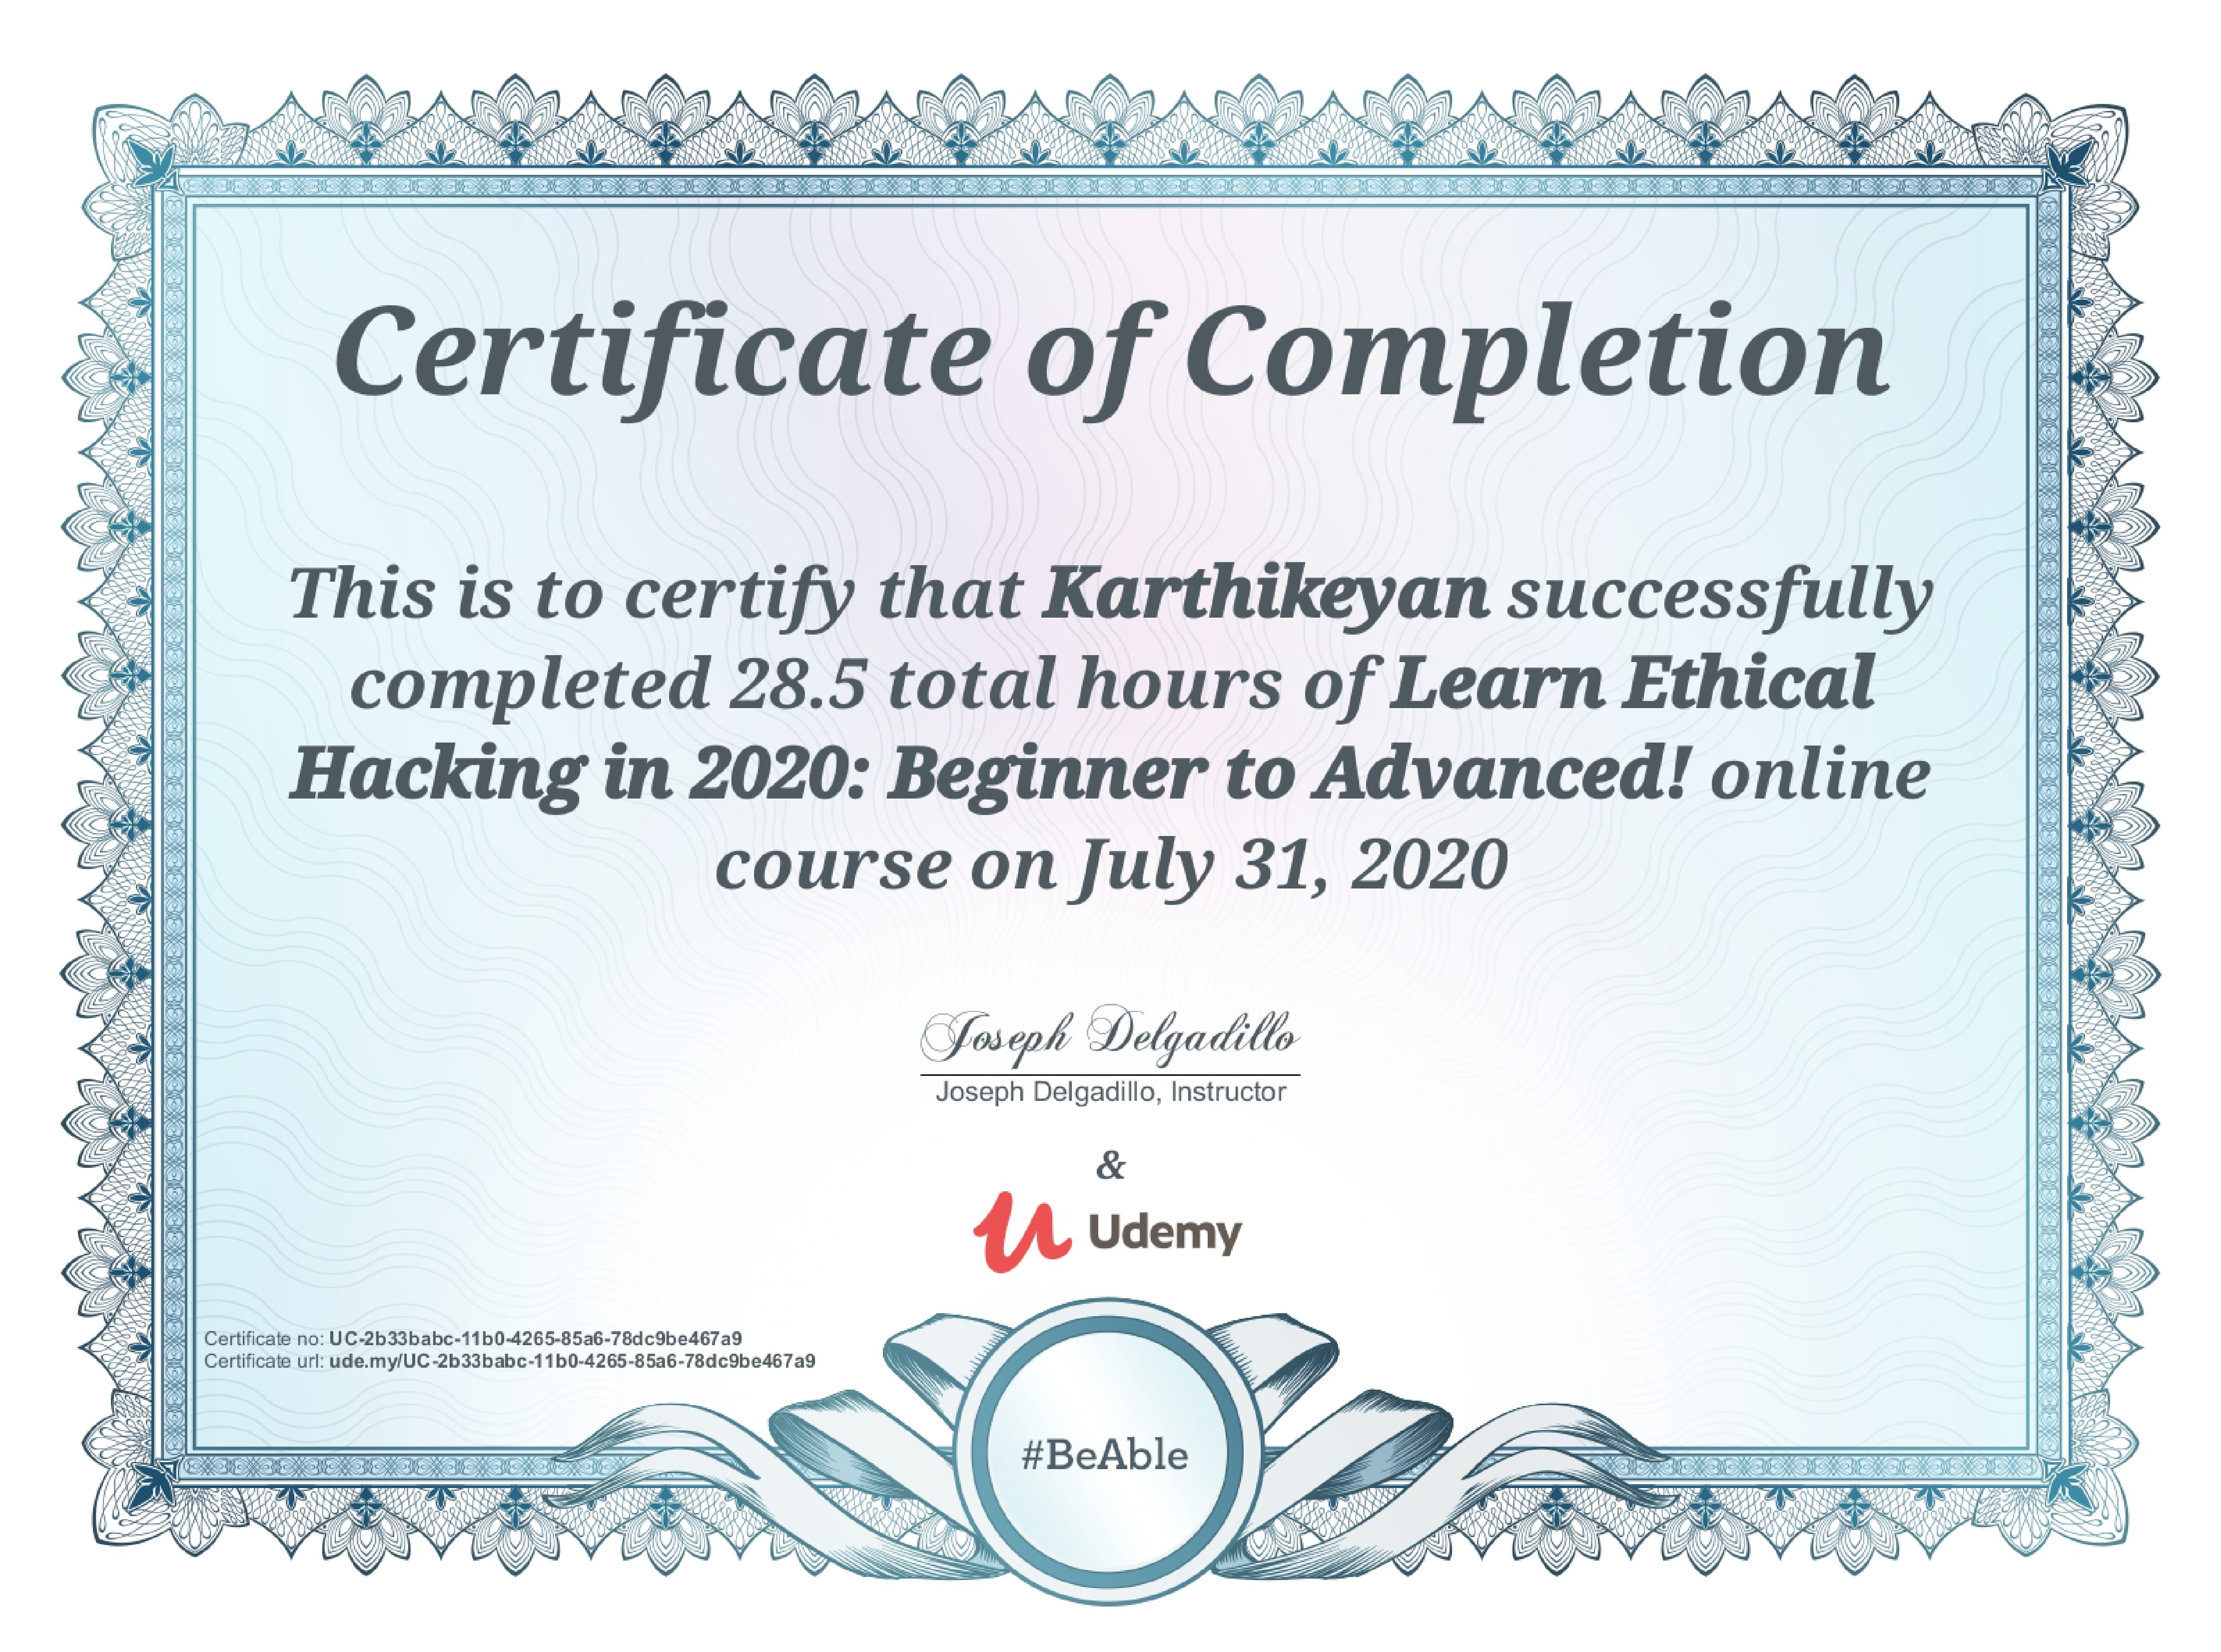 Certificate of Completion
This is to certify that Karthikeyan successfully
completed 28.5 total hours of Learn Ethical
Hacking in 2020: Beginner to Advanced! online
course on July 31, 2020
Joseph Delgadillo
Joseph Delgadillo, Instructor
&
Udemy
Certificate no: UC-2b33babc-11b0-4265-85a6-78dc9be467a9
Certificate url: ude.my/UC-2b33babc-11b0-4265-85a6-78dc9be467a9
#BeAble